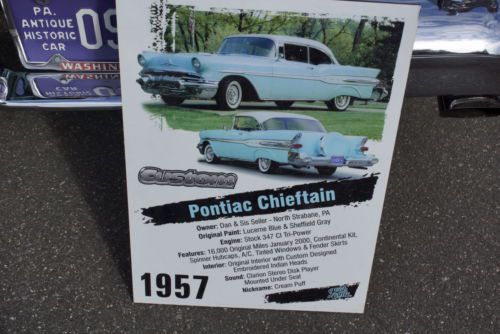 PA.
ANTIQUE
HISTORIC
CAR
09
WASHIN
Custom
Pontiac Chieftain
Owner: Dan & Sis Seiler - North Strabane, PA
Original Paint: Lucerne Blue & Sheffield Gray
Engine: Stock 347 CI Tri-Power
Features: 16,000 Original Miles January 2000, Continental Kit,
Spinner Hubcaps, A/C, Tinted Windows & Fender Skirts
Interior: Original Interior with Custom Designed
Embroidered Indian Heads
Sound: Clarion Stereo Disk Player
Mounted Under Seat
Nickname: Cream Puff
1957